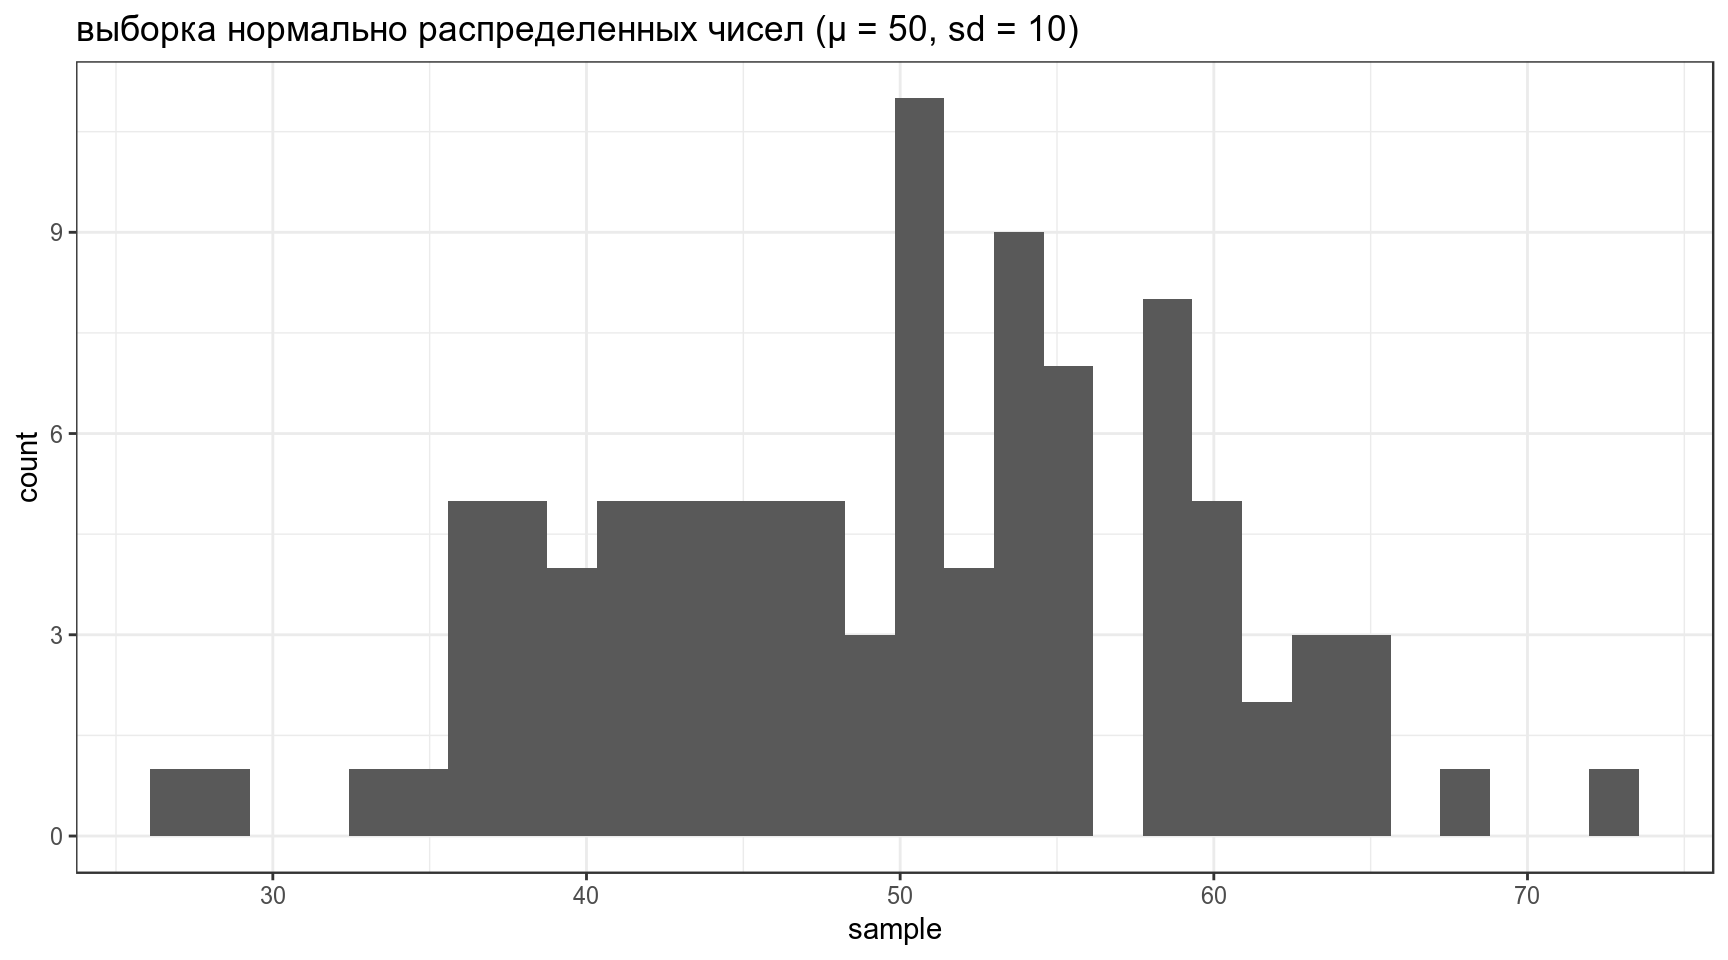 выборка нормально распределенных чисел (μ = 50, sd = 10)
count
9
6
3
0
30 40 50 60 70
sample